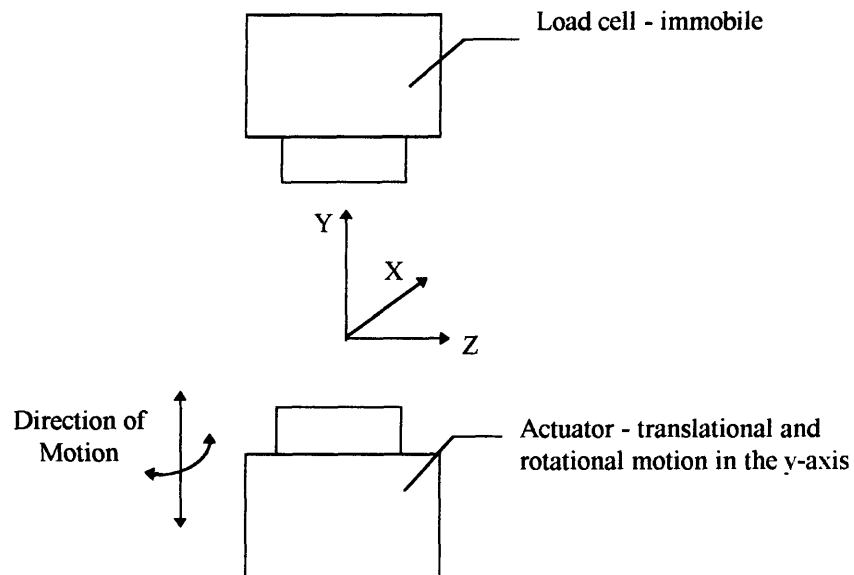 Load cell - immobile
Y
X
Z
Direction of
Motion
Actuator - translational and
rotational motion in the y-axis